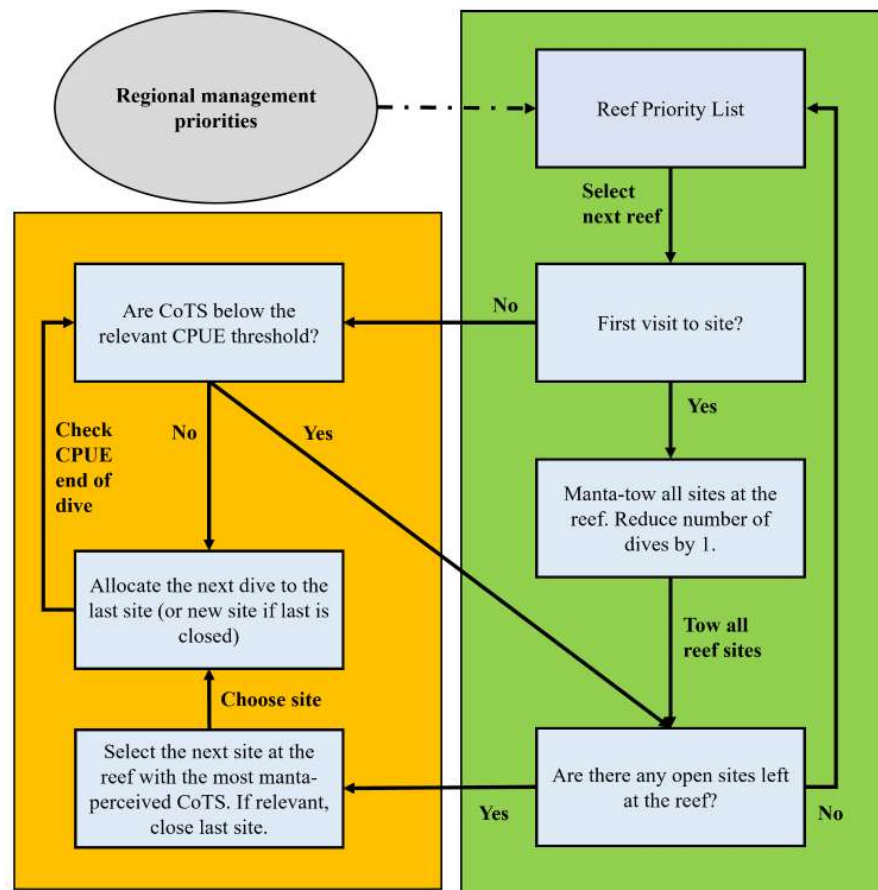 Regional management
priorities
Reef Priority List
Select
next reef
Are CoTS below the
relevant CPUE threshold?
No
First visit to site?
Check
CPUE
end of
dive
No
Yes
Yes
Manta-tow all sites at the
reef. Reduce number of
dives by 1.
Allocate the next dive to the
last site (or new site if last is
closed)
Tow all
reef sites
Choose site
Select the next site at the
reef with the most manta-
perceived CoTS. If relevant,
close last site.
Yes
Are there any open sites left
at the reef?
No